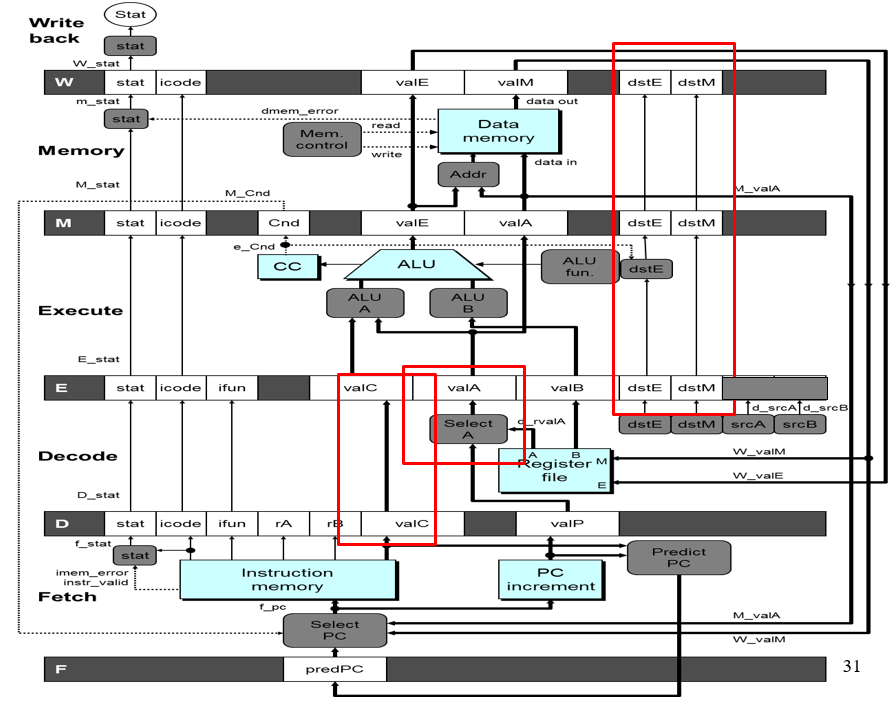 Stat
Write
back
stat
W_stat
W stat icode valE valM dstE dstM
m_stat
data out
dmem_error
stat
Mem.
control
read
write
Data
memory
Memory
data in
Addr
M_stat
M_Cnd
M_valA
M stat icode Cnd valE valA dstE dstM
e_Cnd
CC
ALU
ALU
fun.
dstE
ALU
A
ALU
B
Execute
E_stat
E stat icode ifun valC valA valB dstE dstM
d_srcA d_srcB
Select
A
d_rvalA
dstE dstM srcA srcB
Decode
A B
Register
file
M
E
W_valM
W_valE
D_stat
D stat icode ifun rA rB valC valP
f_stat
stat
imem_error
instr_valid
Instruction
memory
PC
increment
Predict
PC
Fetch
f_pc
Select
PC
M_valA
W_valM
F predPC
31